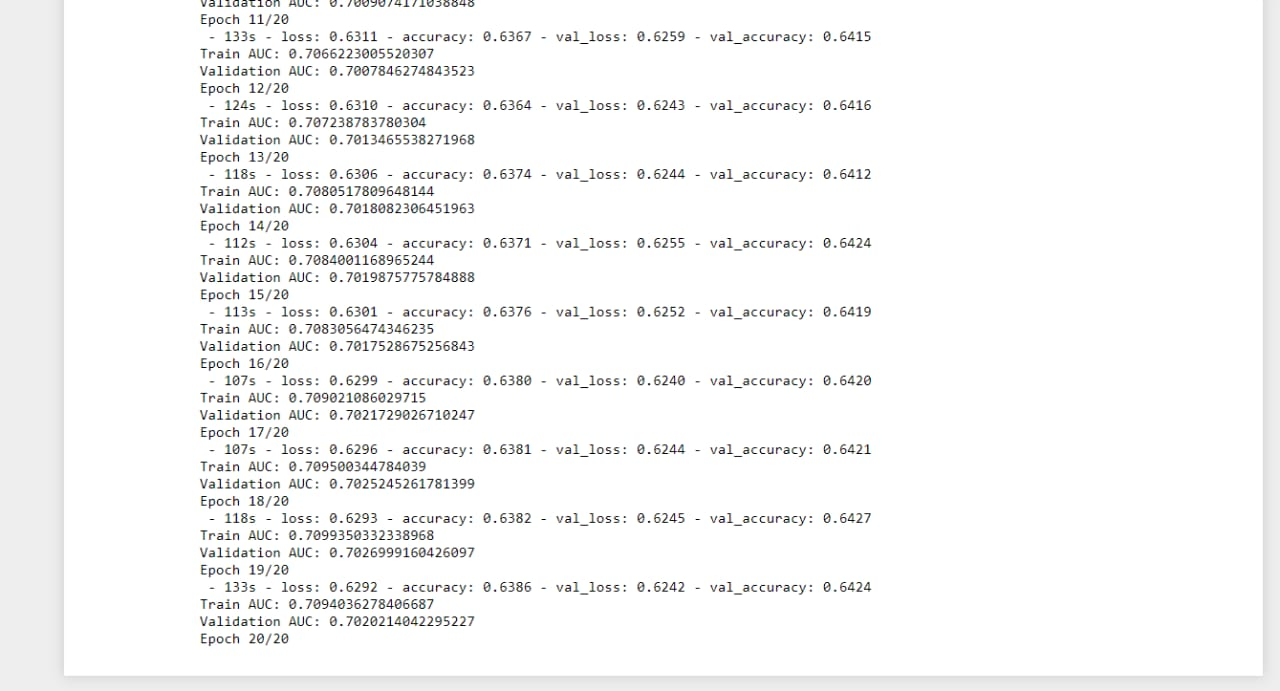 Validation AUC: 0.7009074171038848
Epoch 11/20
 - 133s - loss: 0.6311 - accuracy: 0.6367 - val_loss: 0.6259 - val_accuracy: 0.6415
Train AUC: 0.7066223005520307
Validation AUC: 0.7007846274843523
Epoch 12/20
 - 124s - loss: 0.6310 - accuracy: 0.6364 - val_loss: 0.6243 - val_accuracy: 0.6416
Train AUC: 0.707238783780304
Validation AUC: 0.7013465538271968
Epoch 13/20
 - 118s - loss: 0.6306 - accuracy: 0.6374 - val_loss: 0.6244 - val_accuracy: 0.6412
Train AUC: 0.7080517809648144
Validation AUC: 0.7018082306451963
Epoch 14/20
 - 112s - loss: 0.6304 - accuracy: 0.6371 - val_loss: 0.6255 - val_accuracy: 0.6424
Train AUC: 0.7084001168965244
Validation AUC: 0.7019875775784888
Epoch 15/20
 - 113s - loss: 0.6301 - accuracy: 0.6376 - val_loss: 0.6252 - val_accuracy: 0.6419
Train AUC: 0.7083056474346235
Validation AUC: 0.7017528675256843
Epoch 16/20
 - 107s - loss: 0.6299 - accuracy: 0.6380 - val_loss: 0.6240 - val_accuracy: 0.6420
Train AUC: 0.709021086029715
Validation AUC: 0.7021729026710247
Epoch 17/20
 - 107s - loss: 0.6296 - accuracy: 0.6381 - val_loss: 0.6244 - val_accuracy: 0.6421
Train AUC: 0.709500344784039
Validation AUC: 0.7025245261781399
Epoch 18/20
 - 118s - loss: 0.6293 - accuracy: 0.6382 - val_loss: 0.6245 - val_accuracy: 0.6427
Train AUC: 0.7099350332338968
Validation AUC: 0.7026999160426097
Epoch 19/20
 - 133s - loss: 0.6292 - accuracy: 0.6386 - val_loss: 0.6242 - val_accuracy: 0.6424
Train AUC: 0.7094036278406687
Validation AUC: 0.7020214042295227
Epoch 20/20